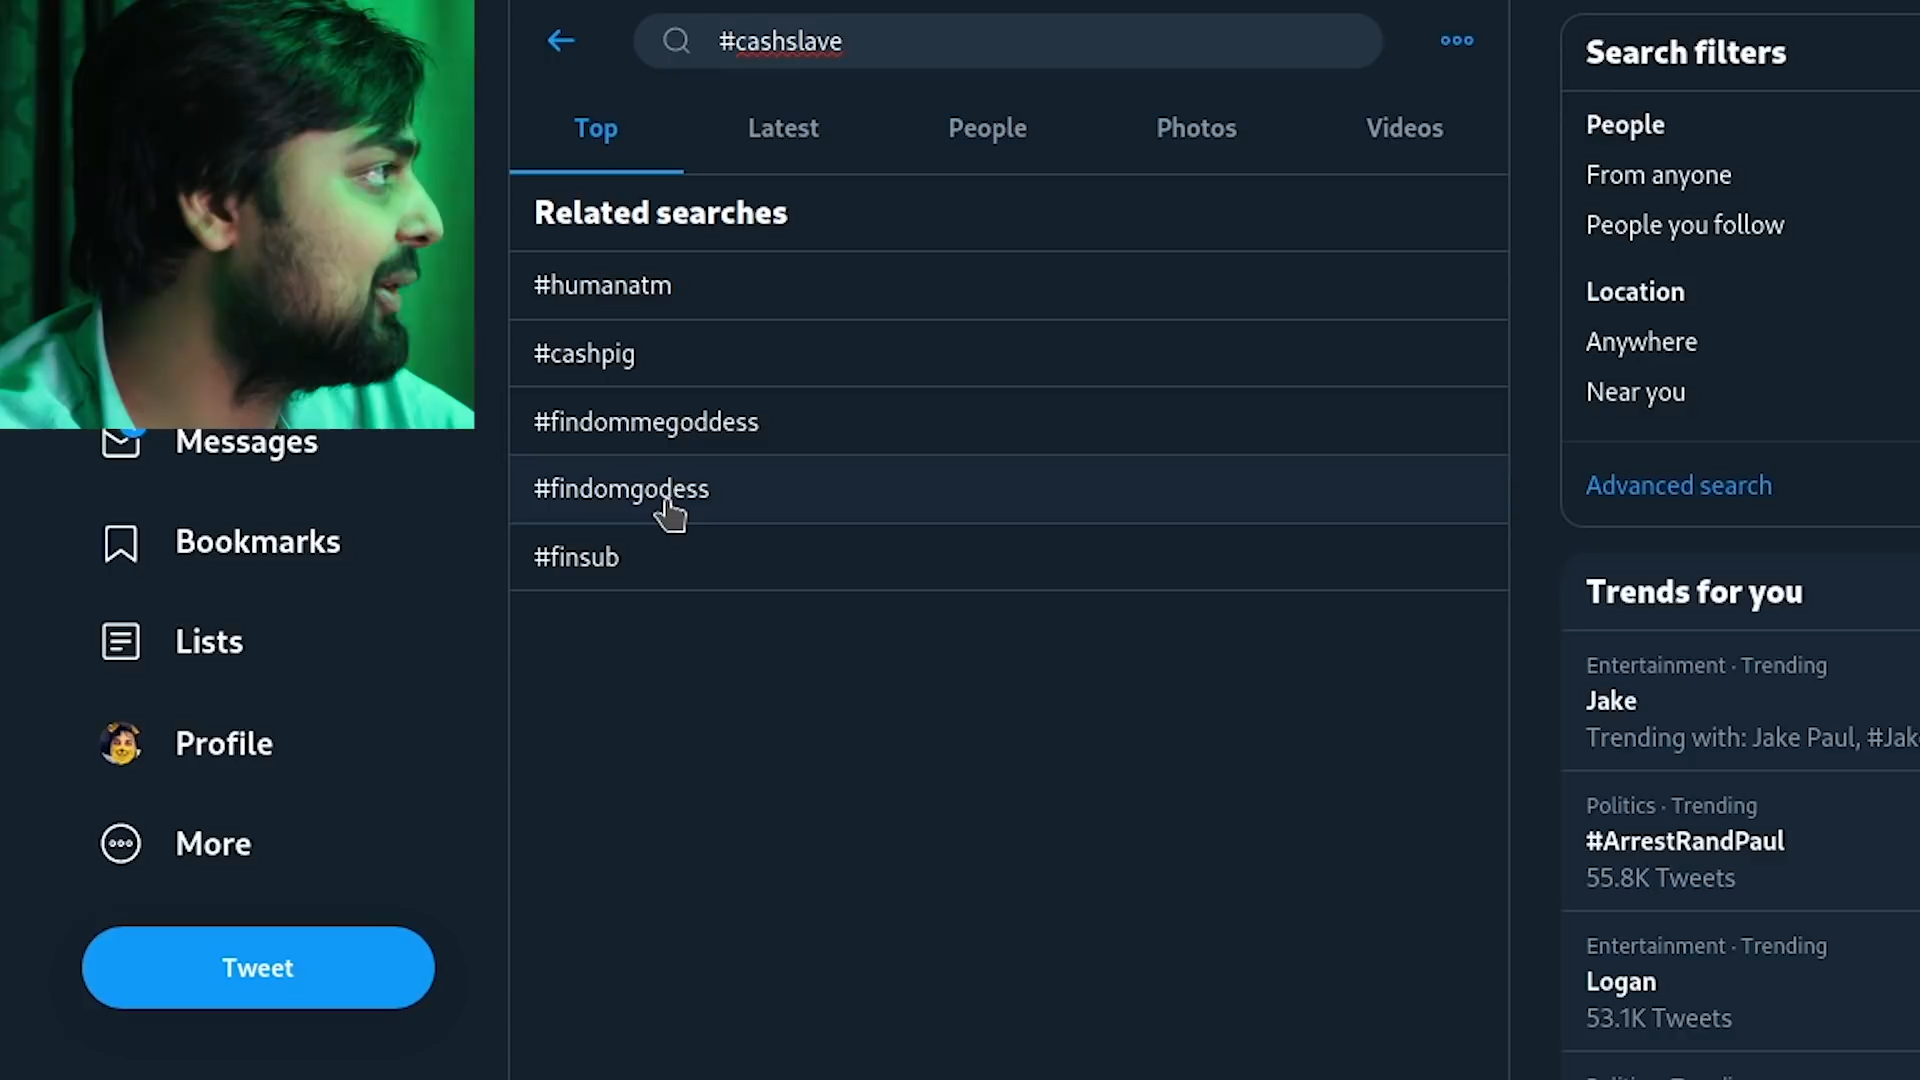 #cashslave
Top
Latest
People
Photos
Videos
Related searches
#humanatm
#cashpig
#findommegoddess
#findomgodess
#finsub
Messages
Bookmarks
Lists
Profile
More
Tweet
Search filters
People
From anyone
People you follow
Location
Anywhere
Near you
Advanced search
Trends for you
Entertainment · Trending
Jake
Trending with: Jake Paul, #Jak
Politics · Trending
#ArrestRandPaul
55.8K Tweets
Entertainment · Trending
Logan
53.1K Tweets